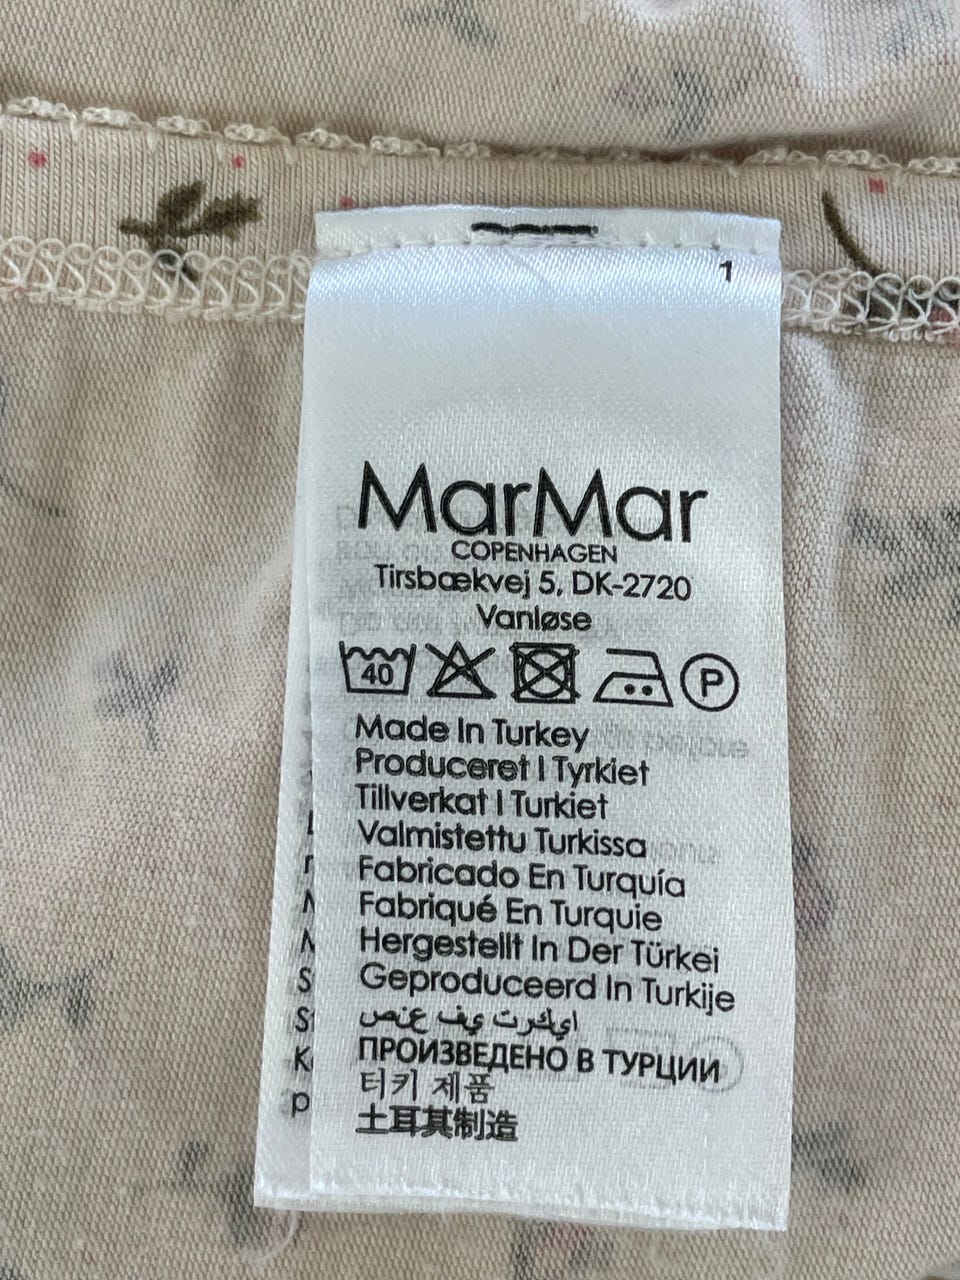 1
MarMar
COPENHAGEN
Tirsbækvej 5, DK-2720
Vanløse
40 P
Made In Turkey
Produceret I Tyrkiet
Tillverkat I Turkiet
Valmistettu Turkissa
Fabricado En Turquía
Fabriqué En Turquie
Hergestellt In Der Türkei
Geproduceerd In Turkije
ايكرت يف عنص
ПРОИЗВЕДЕНО В ТУРЦИИ
터키 제품
土耳其制造